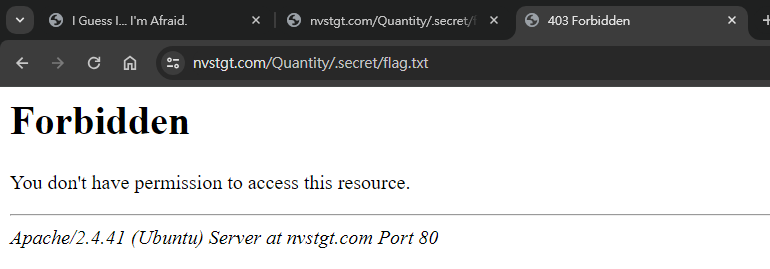 I Guess I... I'm Afraid.
nvstgt.com/Quantity/.secret/f
403 Forbidden
nvstgt.com/Quantity/.secret/flag.txt
Forbidden
You don't have permission to access this resource.
Apache/2.4.41 (Ubuntu) Server at nvstgt.com Port 80